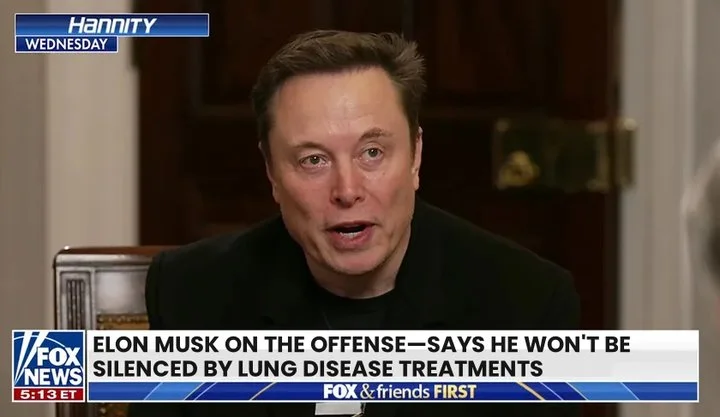 HANNITY
WEDNESDAY
ELON MUSK ON THE OFFENSE—SAYS HE WON'T BE
SILENCED BY LUNG DISEASE TREATMENTS
FOX
NEWS
5:13 ET
FOX & friends FIRST